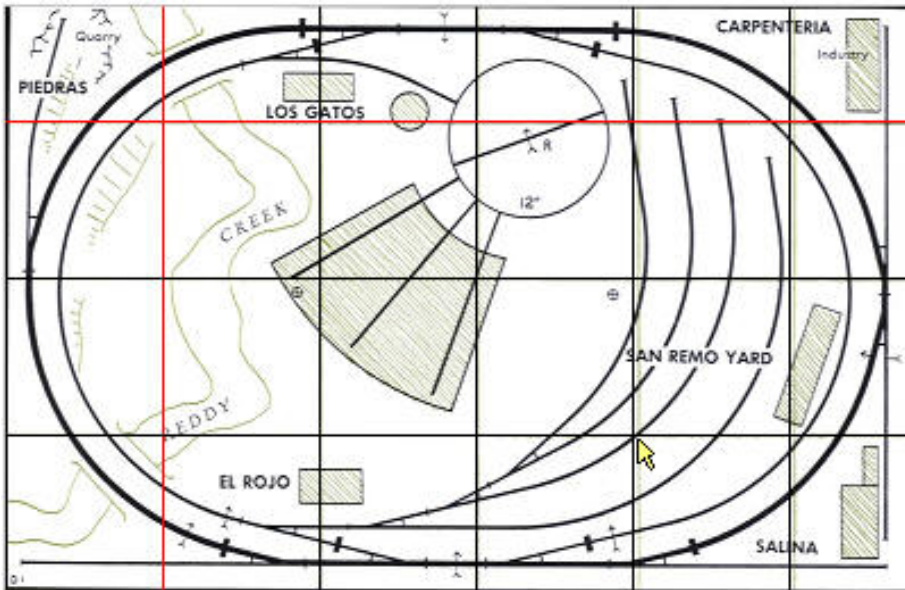 Quarry
PIEDRAS
LOS GATOS
CARPENTERIA
Industry
R
12"
CREEK
REDDY
SAN REMO YARD
EL ROJO
SALINA